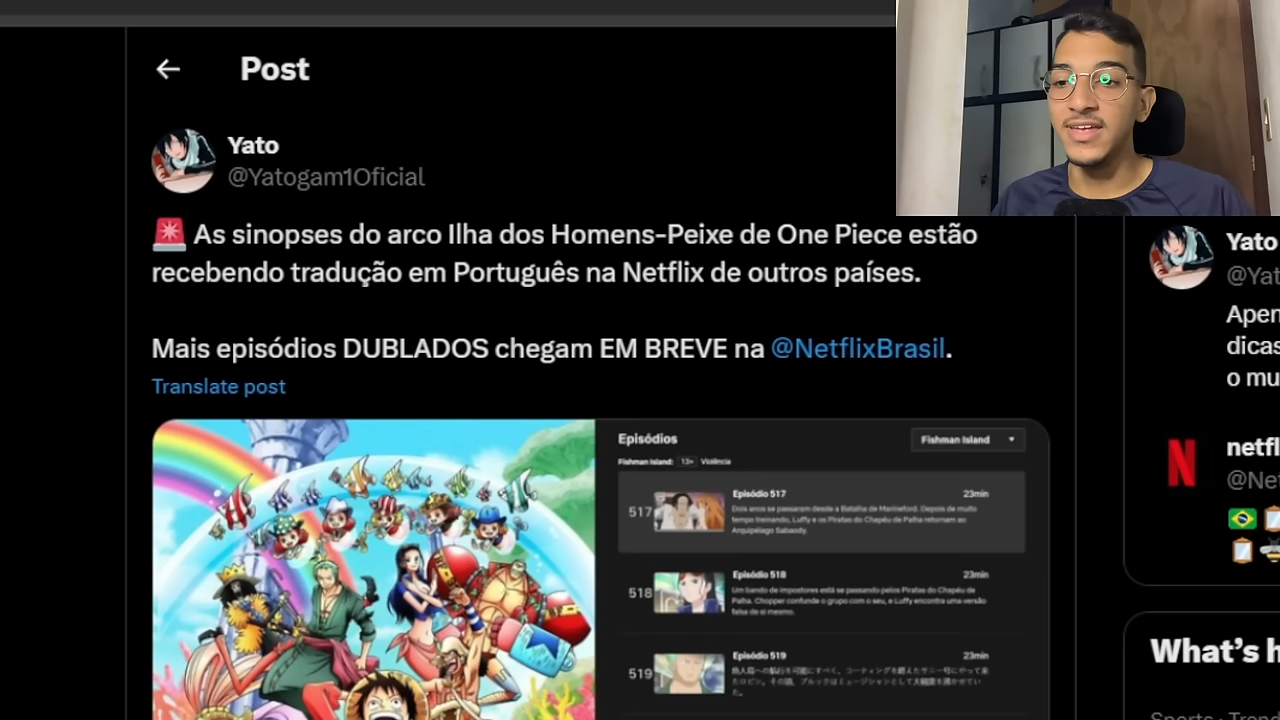 Post
Yato
@Yatogam1Oficial
🚨 As sinopses do arco Ilha dos Homens-Peixe de One Piece estão
recebendo tradução em Português na Netflix de outros países.
Mais episódios DUBLADOS chegam EM BREVE na @NetflixBrasil.
Translate post
Episódios
Fishman Island
Fishman Island: 13+ Violência
517
Episódio 517
23min
Dois anos se passaram desde a Batalha de Marineford. Depois de muito
tempo treinando, Luffy e os Piratas do Chapéu de Palha retornam ao
Arquipélago Sabaody.
518
Episódio 518
23min
Um bando de impostores está se passando pelos Piratas do Chapéu de
Palha. Chopper confunde o grupo com o seu, e Luffy encontra uma versão
falsa de si mesmo.
519
Episódio 519
23min
Yato
@Yat
Apen
dicas
o mu
N
netfl
@Net
What's h
Sports · Trend